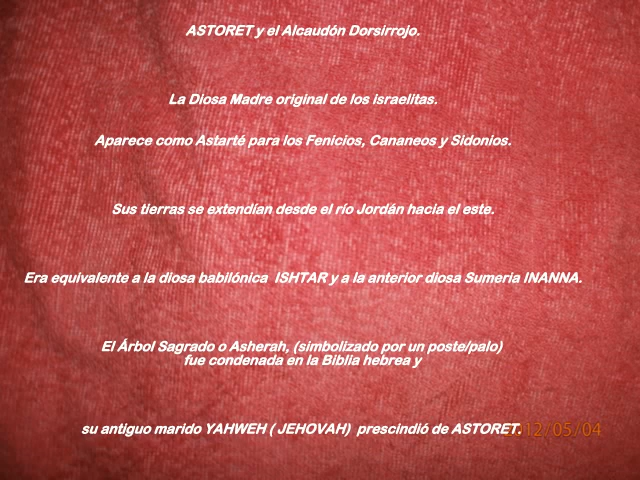 ASTORET y el Alcaudón Dorsirrojo.
La Diosa Madre original de los israelitas.
Aparece como Astarté para los Fenicios, Cananeos y Sidonios.
Sus tierras se extendían desde el río Jordán hacia el este.
Era equivalente a la diosa babilónica ISHTAR y a la anterior diosa Sumeria INANNA.
El Árbol Sagrado o Asherah, (simbolizado por un poste/palo)
fue condenada en la Biblia hebrea y
su antiguo marido YAHWEH ( JEHOVAH) prescindió de ASTORET.
2012/05/04